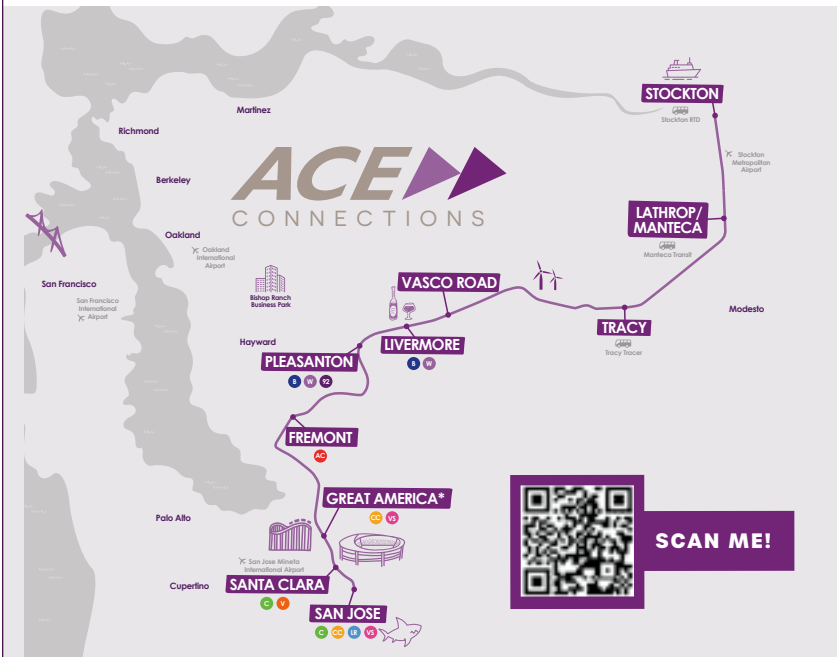 STOCKTON
Stockton RTD
Martinez
Richmond
Stockton
Metropolitan
Airport
ACE
CONNECTIONS
Berkeley
LATHROP/
MANTECA
Manteca Transit
Oakland
Oakland
International
Airport
San Francisco
San Francisco
International
Airport
Bishop Ranch
Business Park
VASCO ROAD
Modesto
TRACY
Tracy Tracer
Hayward
LIVERMORE
B W
PLEASANTON
B W 92
FREMONT
AC
GREAT AMERICA*
CC VS
Palo Alto
SCAN ME!
San Jose Mineta
International Airport
Cupertino
SANTA CLARA
C V
SAN JOSE
C CC LR VS